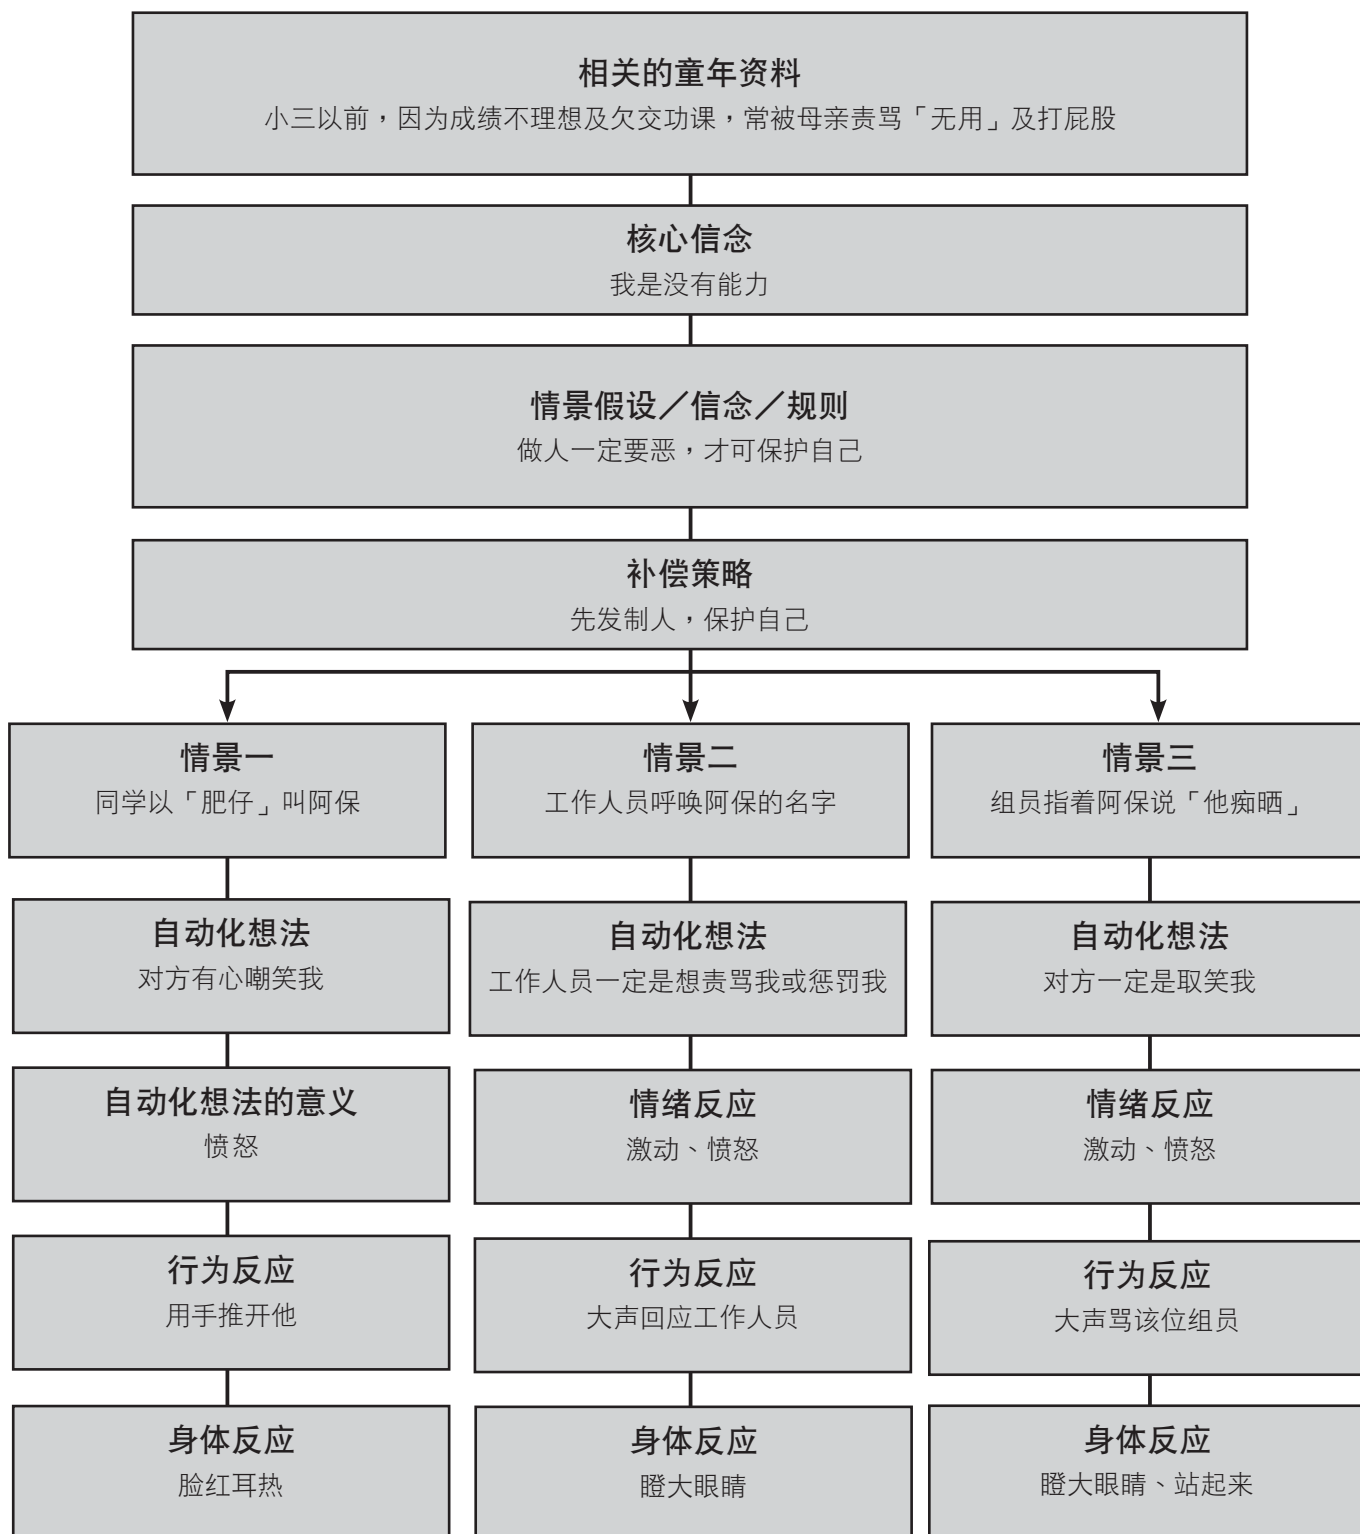 相关的童年资料
小三以前，因为成绩不理想及欠交功课，常被母亲责骂「无用」及打屁股
核心信念
我是没有能力
情景假设／信念／规则
做人一定要恶，才可保护自己
补偿策略
先发制人，保护自己
情景一
同学以「肥仔」叫阿保
自动化想法
对方有心嘲笑我
自动化想法的意义
愤怒
行为反应
用手推开他
身体反应
脸红耳热
情景二
工作人员呼唤阿保的名字
自动化想法
工作人员一定是想责骂我或惩罚我
情绪反应
激动、愤怒
行为反应
大声回应工作人员
身体反应
瞪大眼睛
情景三
组员指着阿保说「他痴晒」
自动化想法
对方一定是取笑我
情绪反应
激动、愤怒
行为反应
大声骂该位组员
身体反应
瞪大眼睛、站起来